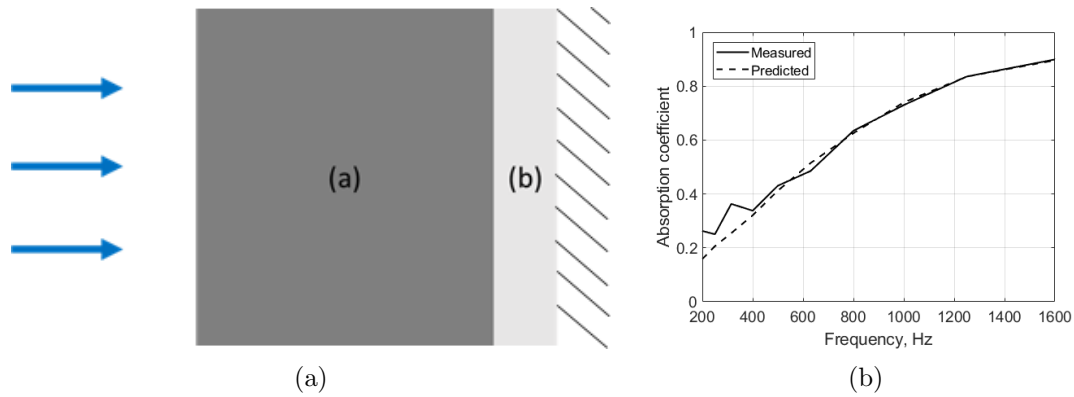 (a)
(b)
Absorption coefficient
1
0.8
0.6
0.4
0.2
0
Measured
Predicted
200 400 600 800 1000 1200 1400 1600
Frequency, Hz
(a)
(b)